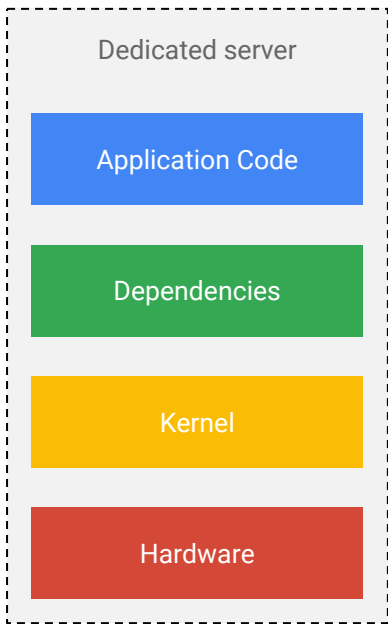 Dedicated server
Application Code
Dependencies
Kernel
Hardware